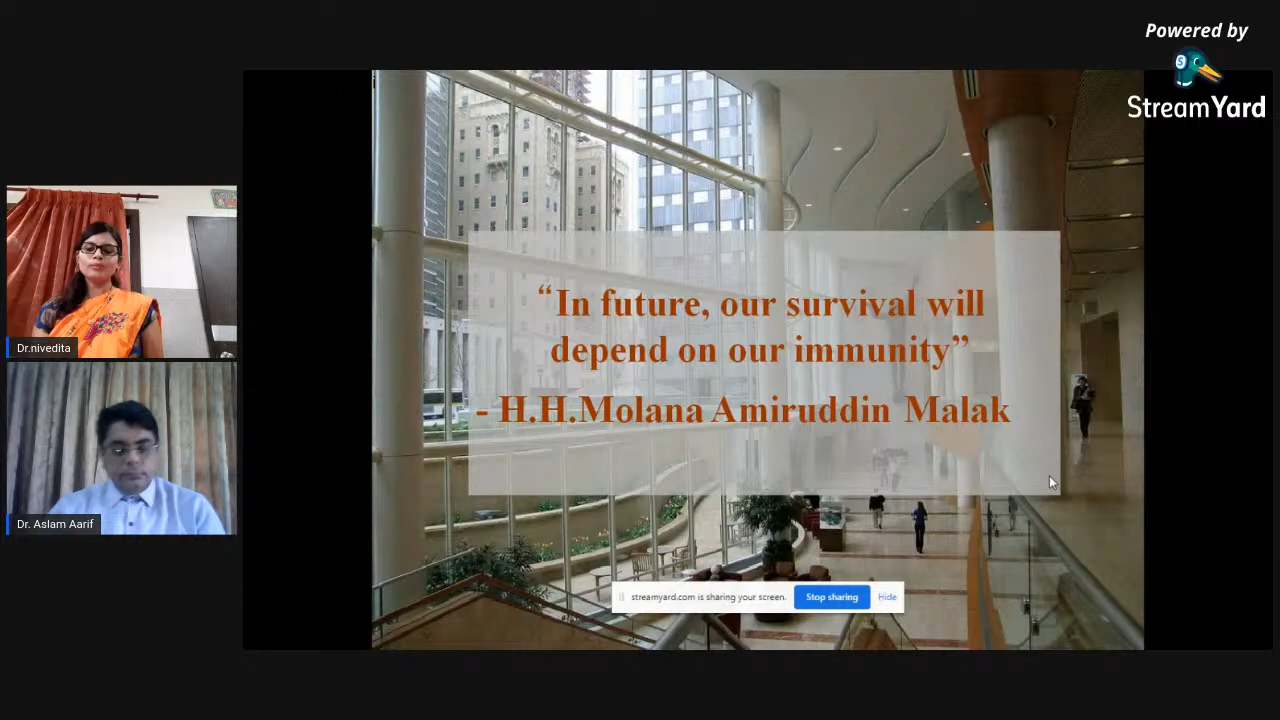 Powered by
StreamYard
Dr.nivedita
Dr. Aslam Aarif
“In future, our survival will
depend on our immunity”
- H.H.Molana Amiruddin Malak
streamyard.com is sharing your screen.
Stop sharing
Hide